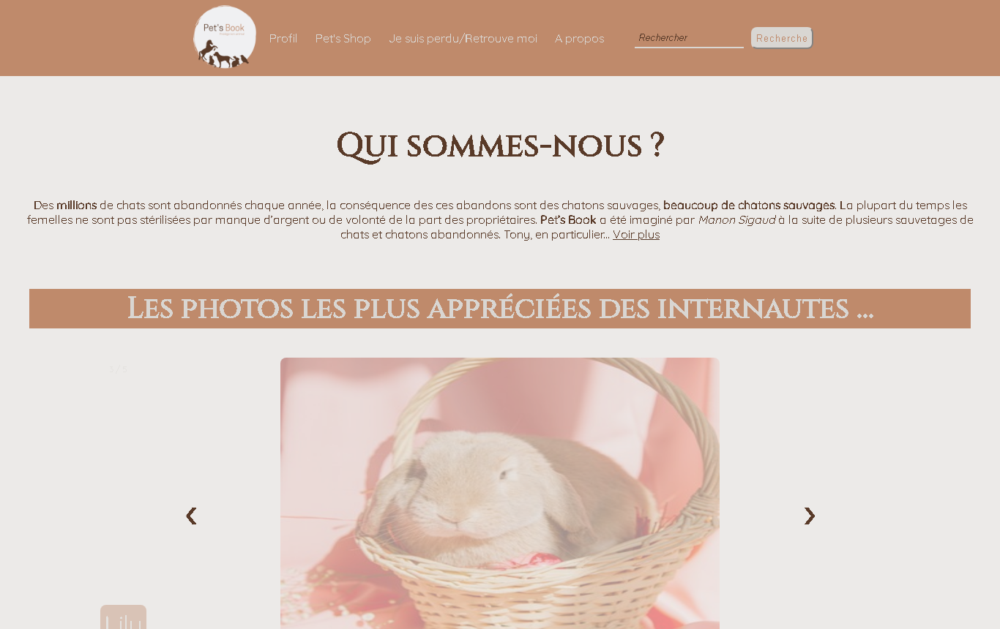 Pet's Book
Profil
Pet's Shop
Je suis perdu/Retrouve moi
A propos
Rechercher
Recherche
Qui sommes-nous ?
Des millions de chats sont abandonnés chaque année, la conséquence des ces abandons sont des chatons sauvages, beaucoup de chatons sauvages. La plupart du temps les
femelles ne sont pas stérilisées par manque d'argent ou de volonté de la part des propriétaires. Pet's Book a été imaginé par Manon Sigaud à la suite de plusieurs sauvetages de
chats et chatons abandonnés. Tony, en particulier... Voir plus
Les photos les plus appréciées des internautes ...
Lilu